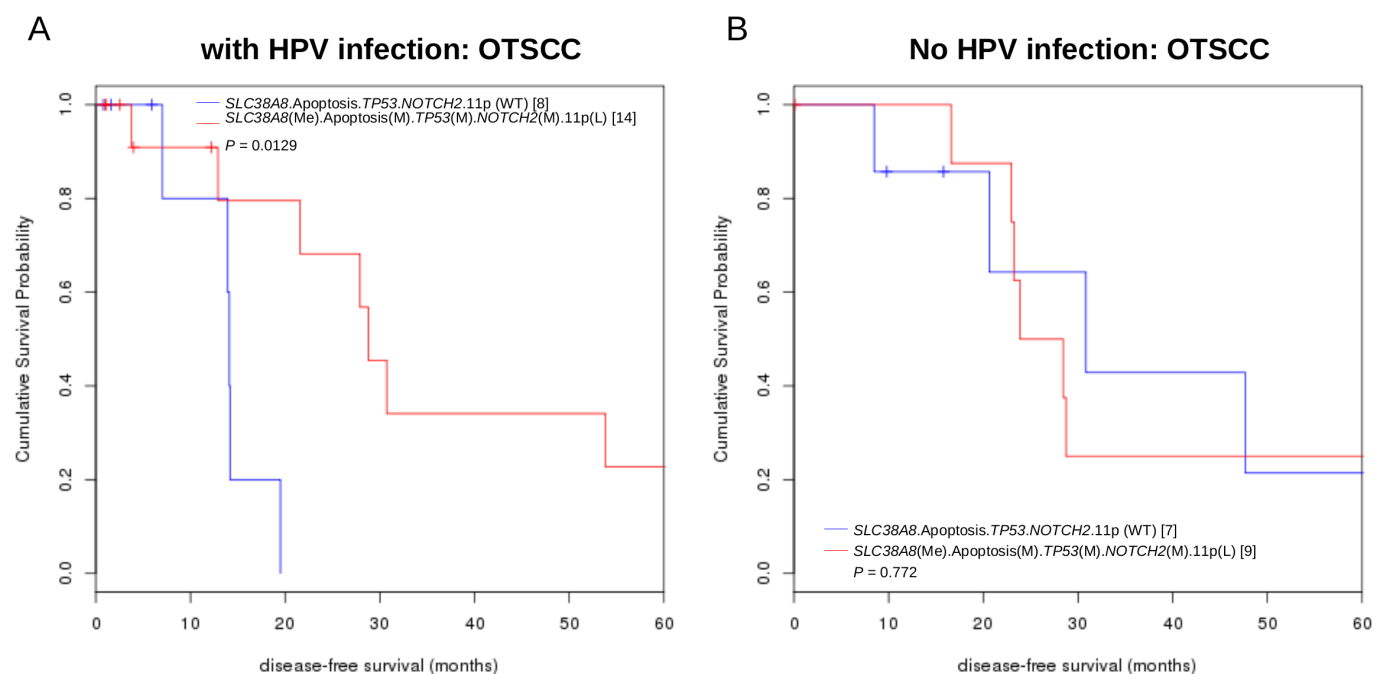 A
with HPV infection: OTSCC
SLC38A8.Apoptosis.TP53.NOTCH2.11p (WT) [8]
SLC38A8(Me).Apoptosis(M).TP53(M).NOTCH2(M).11p(L) [14]
P = 0.0129
Cumulative Survival Probability
1.0
0.8
0.6
0.4
0.2
0.0
0 10 20 30 40 50 60
disease-free survival (months)
B
No HPV infection: OTSCC
Cumulative Survival Probability
1.0
0.8
0.6
0.4
0.2
0.0
SLC38A8.Apoptosis.TP53.NOTCH2.11p (WT) [7]
SLC38A8(Me).Apoptosis(M).TP53(M).NOTCH2(M).11p(L) [9]
P = 0.772
0 10 20 30 40 50 60
disease-free survival (months)